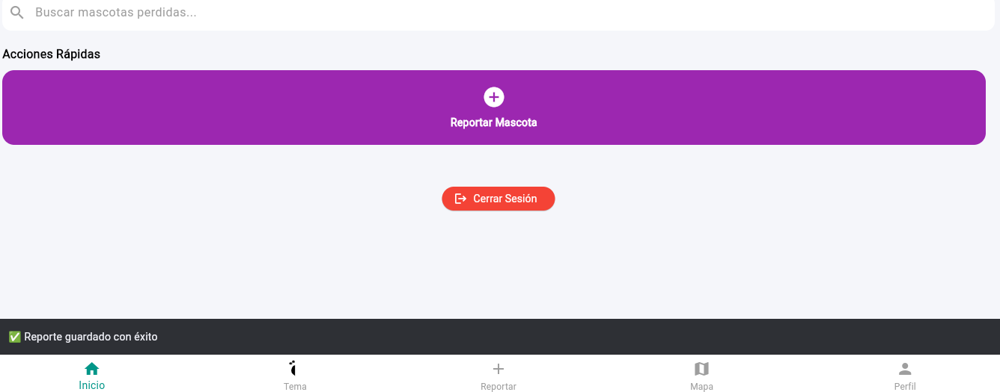 Buscar mascotas perdidas...
Acciones Rápidas
Reportar Mascota
Cerrar Sesión
✅ Reporte guardado con éxito
Inicio
Tema
Reportar
Mapa
Perfil